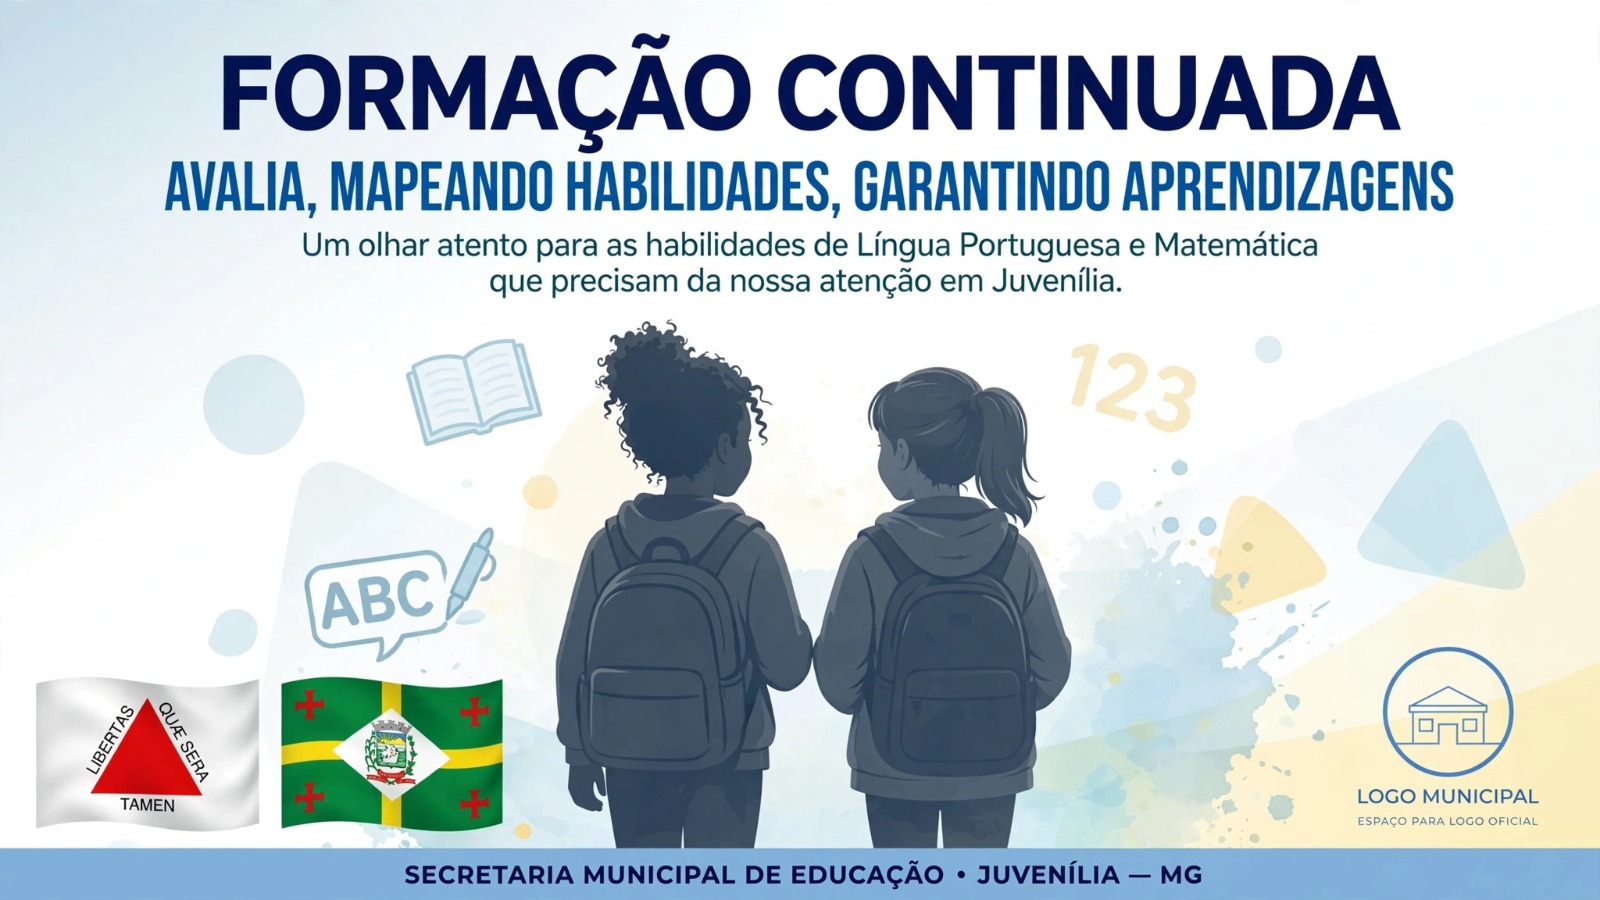 FORMAÇÃO CONTINUADA
AVALIA, MAPEANDO HABILIDADES, GARANTINDO APRENDIZAGENS
Um olhar atento para as habilidades de Língua Portuguesa e Matemática
que precisam da nossa atenção em Juvenília.
123
ABC
LIBERTAS
QUÆ SERA
TAMEN
LOGO MUNICIPAL
ESPAÇO PARA LOGO OFICIAL
SECRETARIA MUNICIPAL DE EDUCAÇÃO • JUVENÍLIA — MG